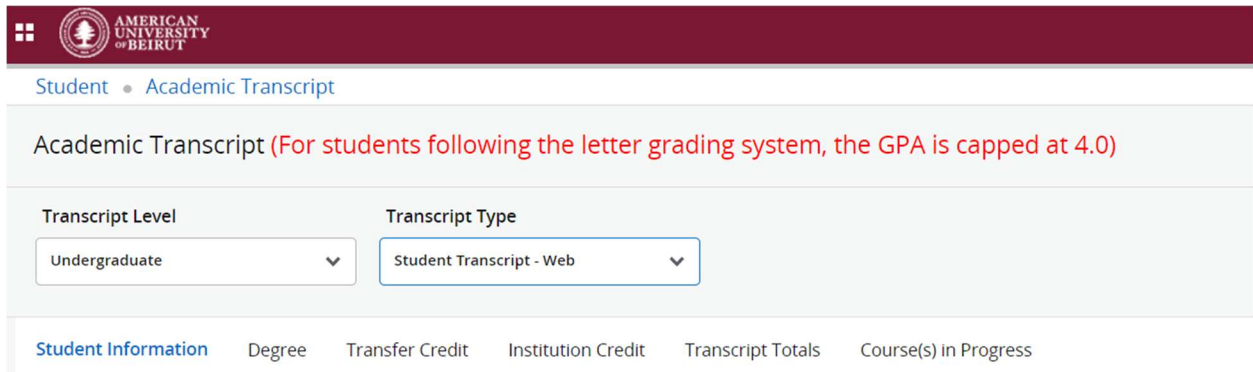 AMERICAN
UNIVERSITY
OF BEIRUT
Student • Academic Transcript
Academic Transcript (For students following the letter grading system, the GPA is capped at 4.0)
Transcript Level Transcript Type
Undergraduate Student Transcript - Web
Student Information Degree Transfer Credit Institution Credit Transcript Totals Course(s) in Progress